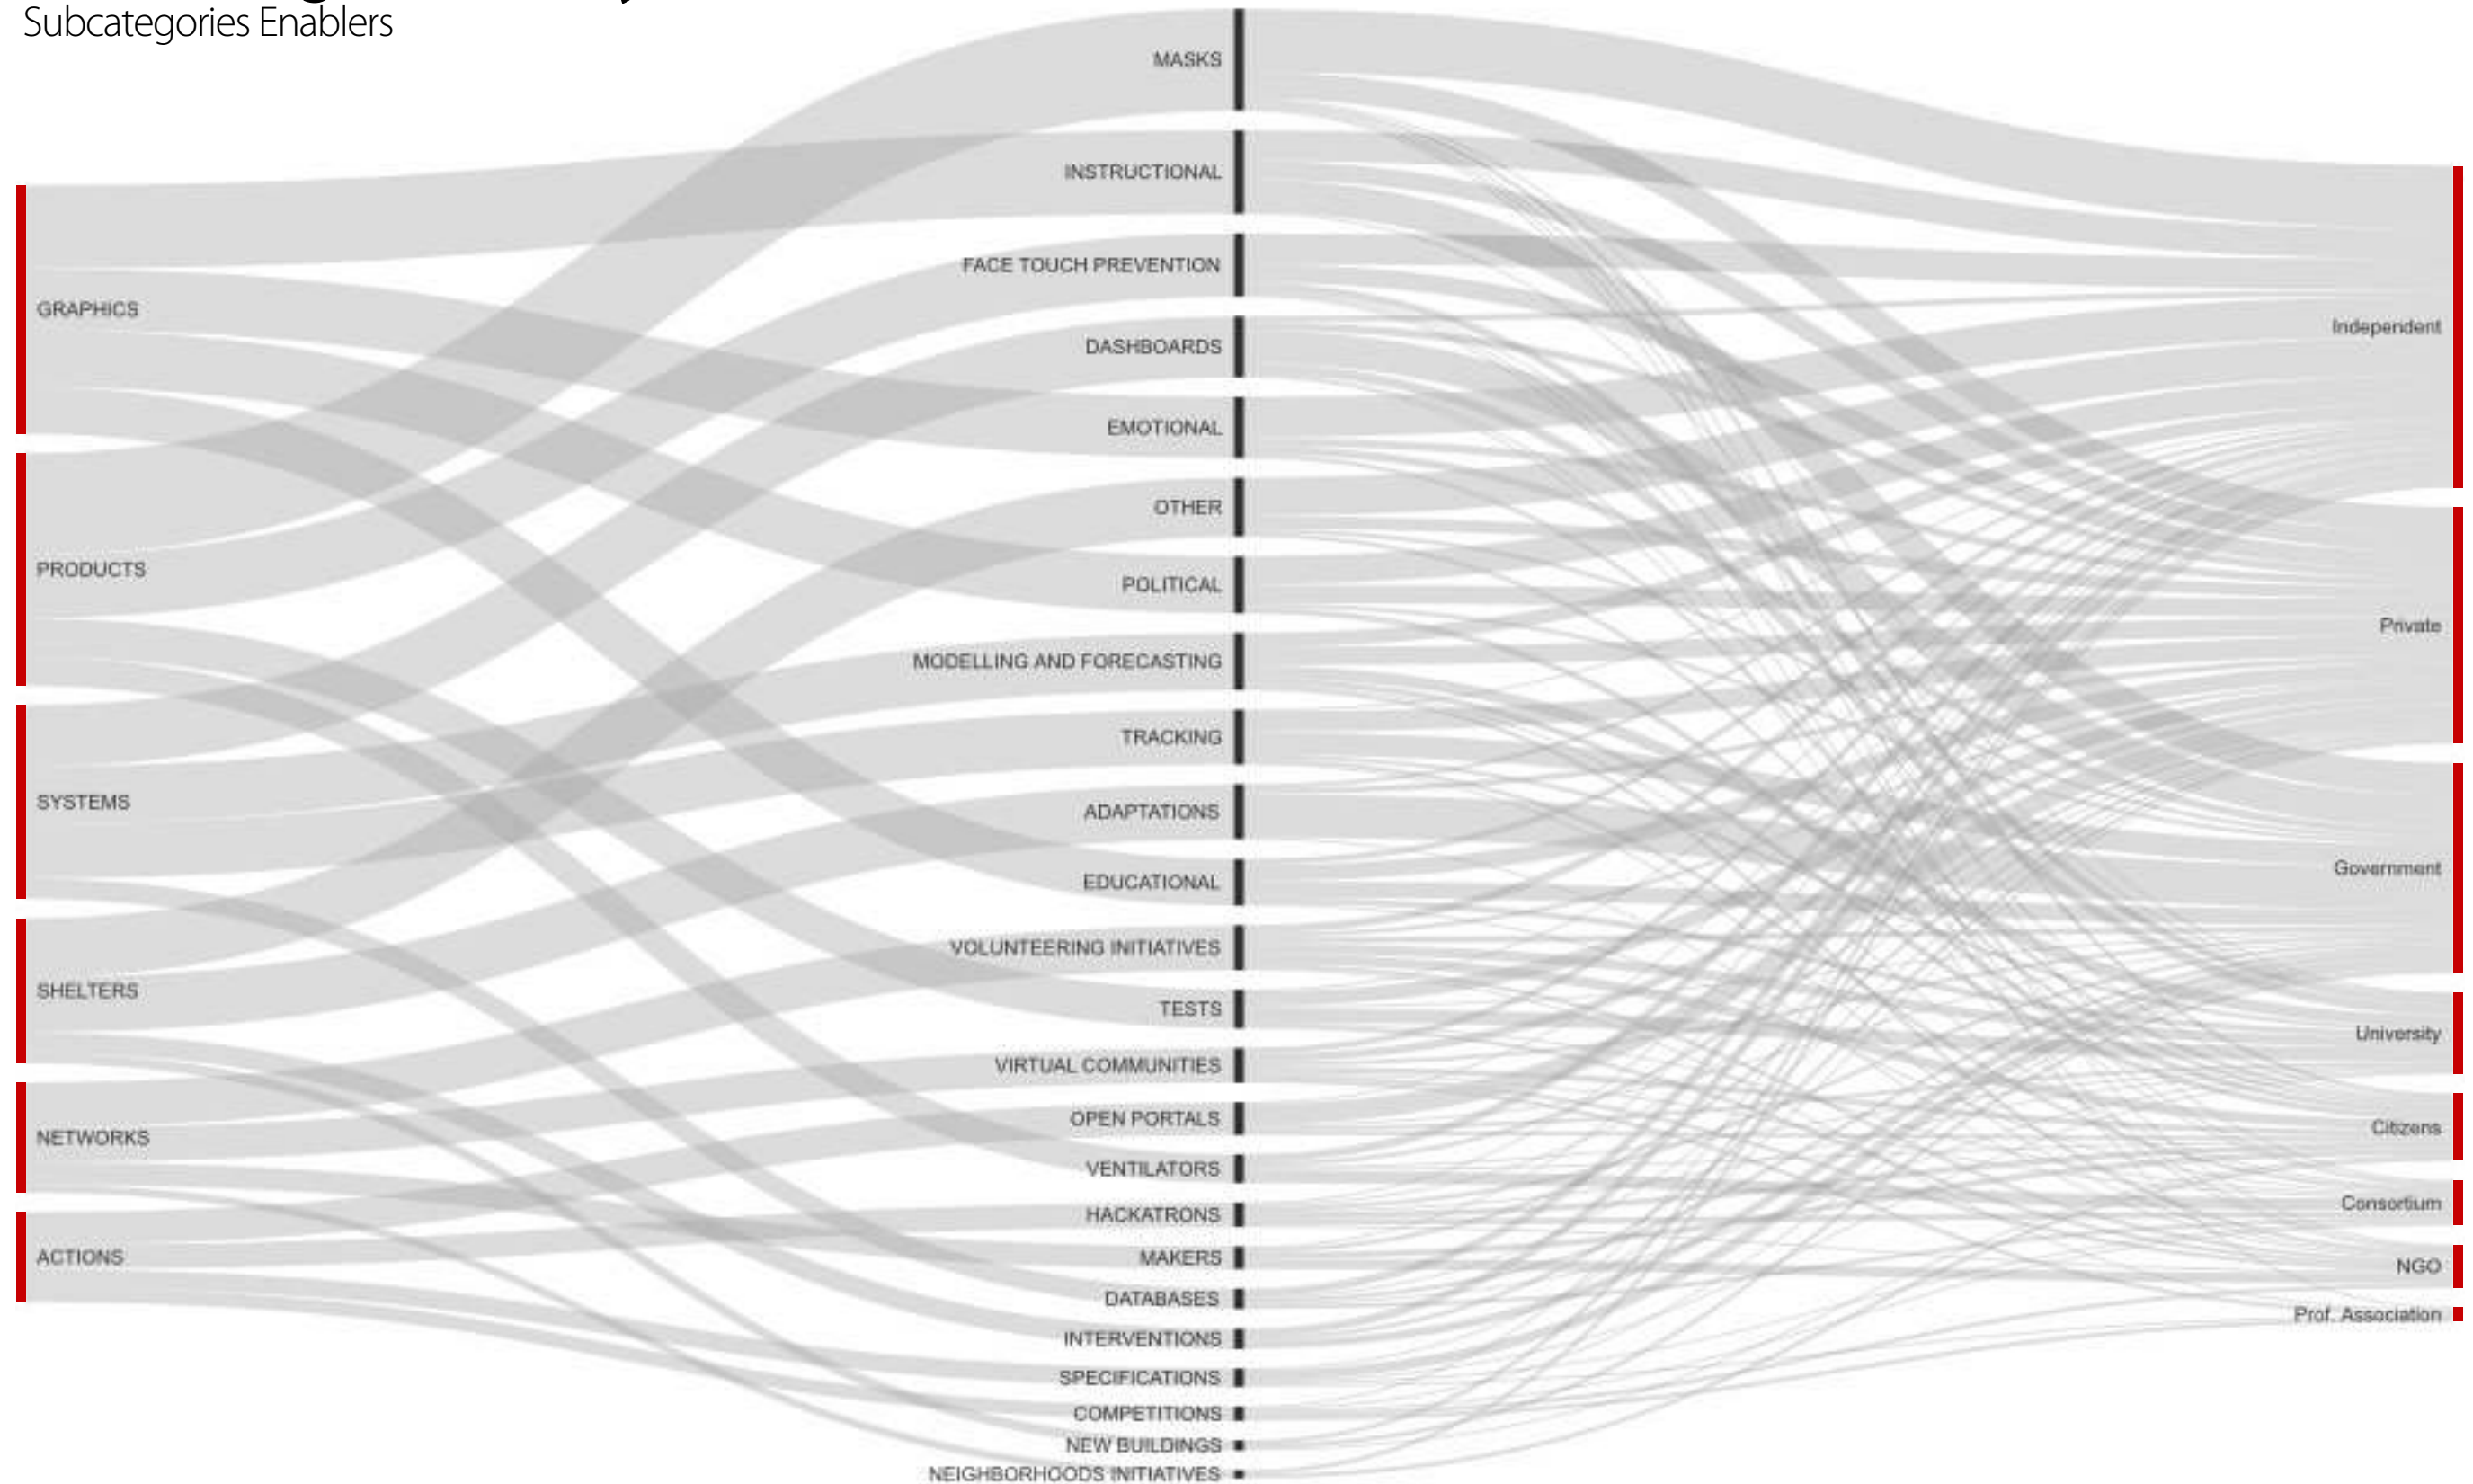 Subcategories Enablers
GRAPHICS
PRODUCTS
SYSTEMS
SHELTERS
NETWORKS
ACTIONS
MASKS
INSTRUCTIONAL
FACE TOUCH PREVENTION
DASHBOARDS
EMOTIONAL
OTHER
POLITICAL
MODELLING AND FORECASTING
TRACKING
ADAPTATIONS
EDUCATIONAL
VOLUNTEERING INITIATIVES
TESTS
VIRTUAL COMMUNITIES
OPEN PORTALS
VENTILATORS
HACKATRONS
MAKERS
DATABASES
INTERVENTIONS
SPECIFICATIONS
COMPETITIONS
NEW BUILDINGS
NEIGHBORHOODS INITIATIVES
Independent
Private
Government
University
Citizens
Consortium
NGO
Prof. Association